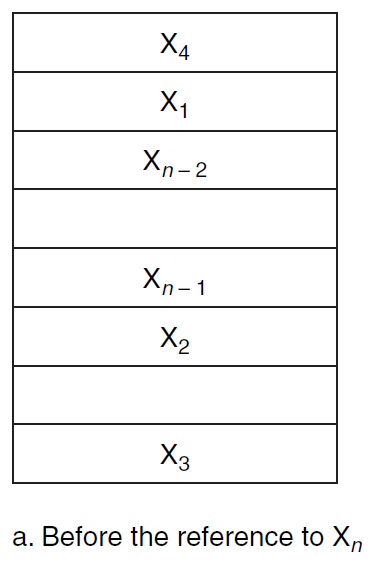 X₄
X₁
Xₙ₋₂
Xₙ₋₁
X₂
X₃
a. Before the reference to Xₙ